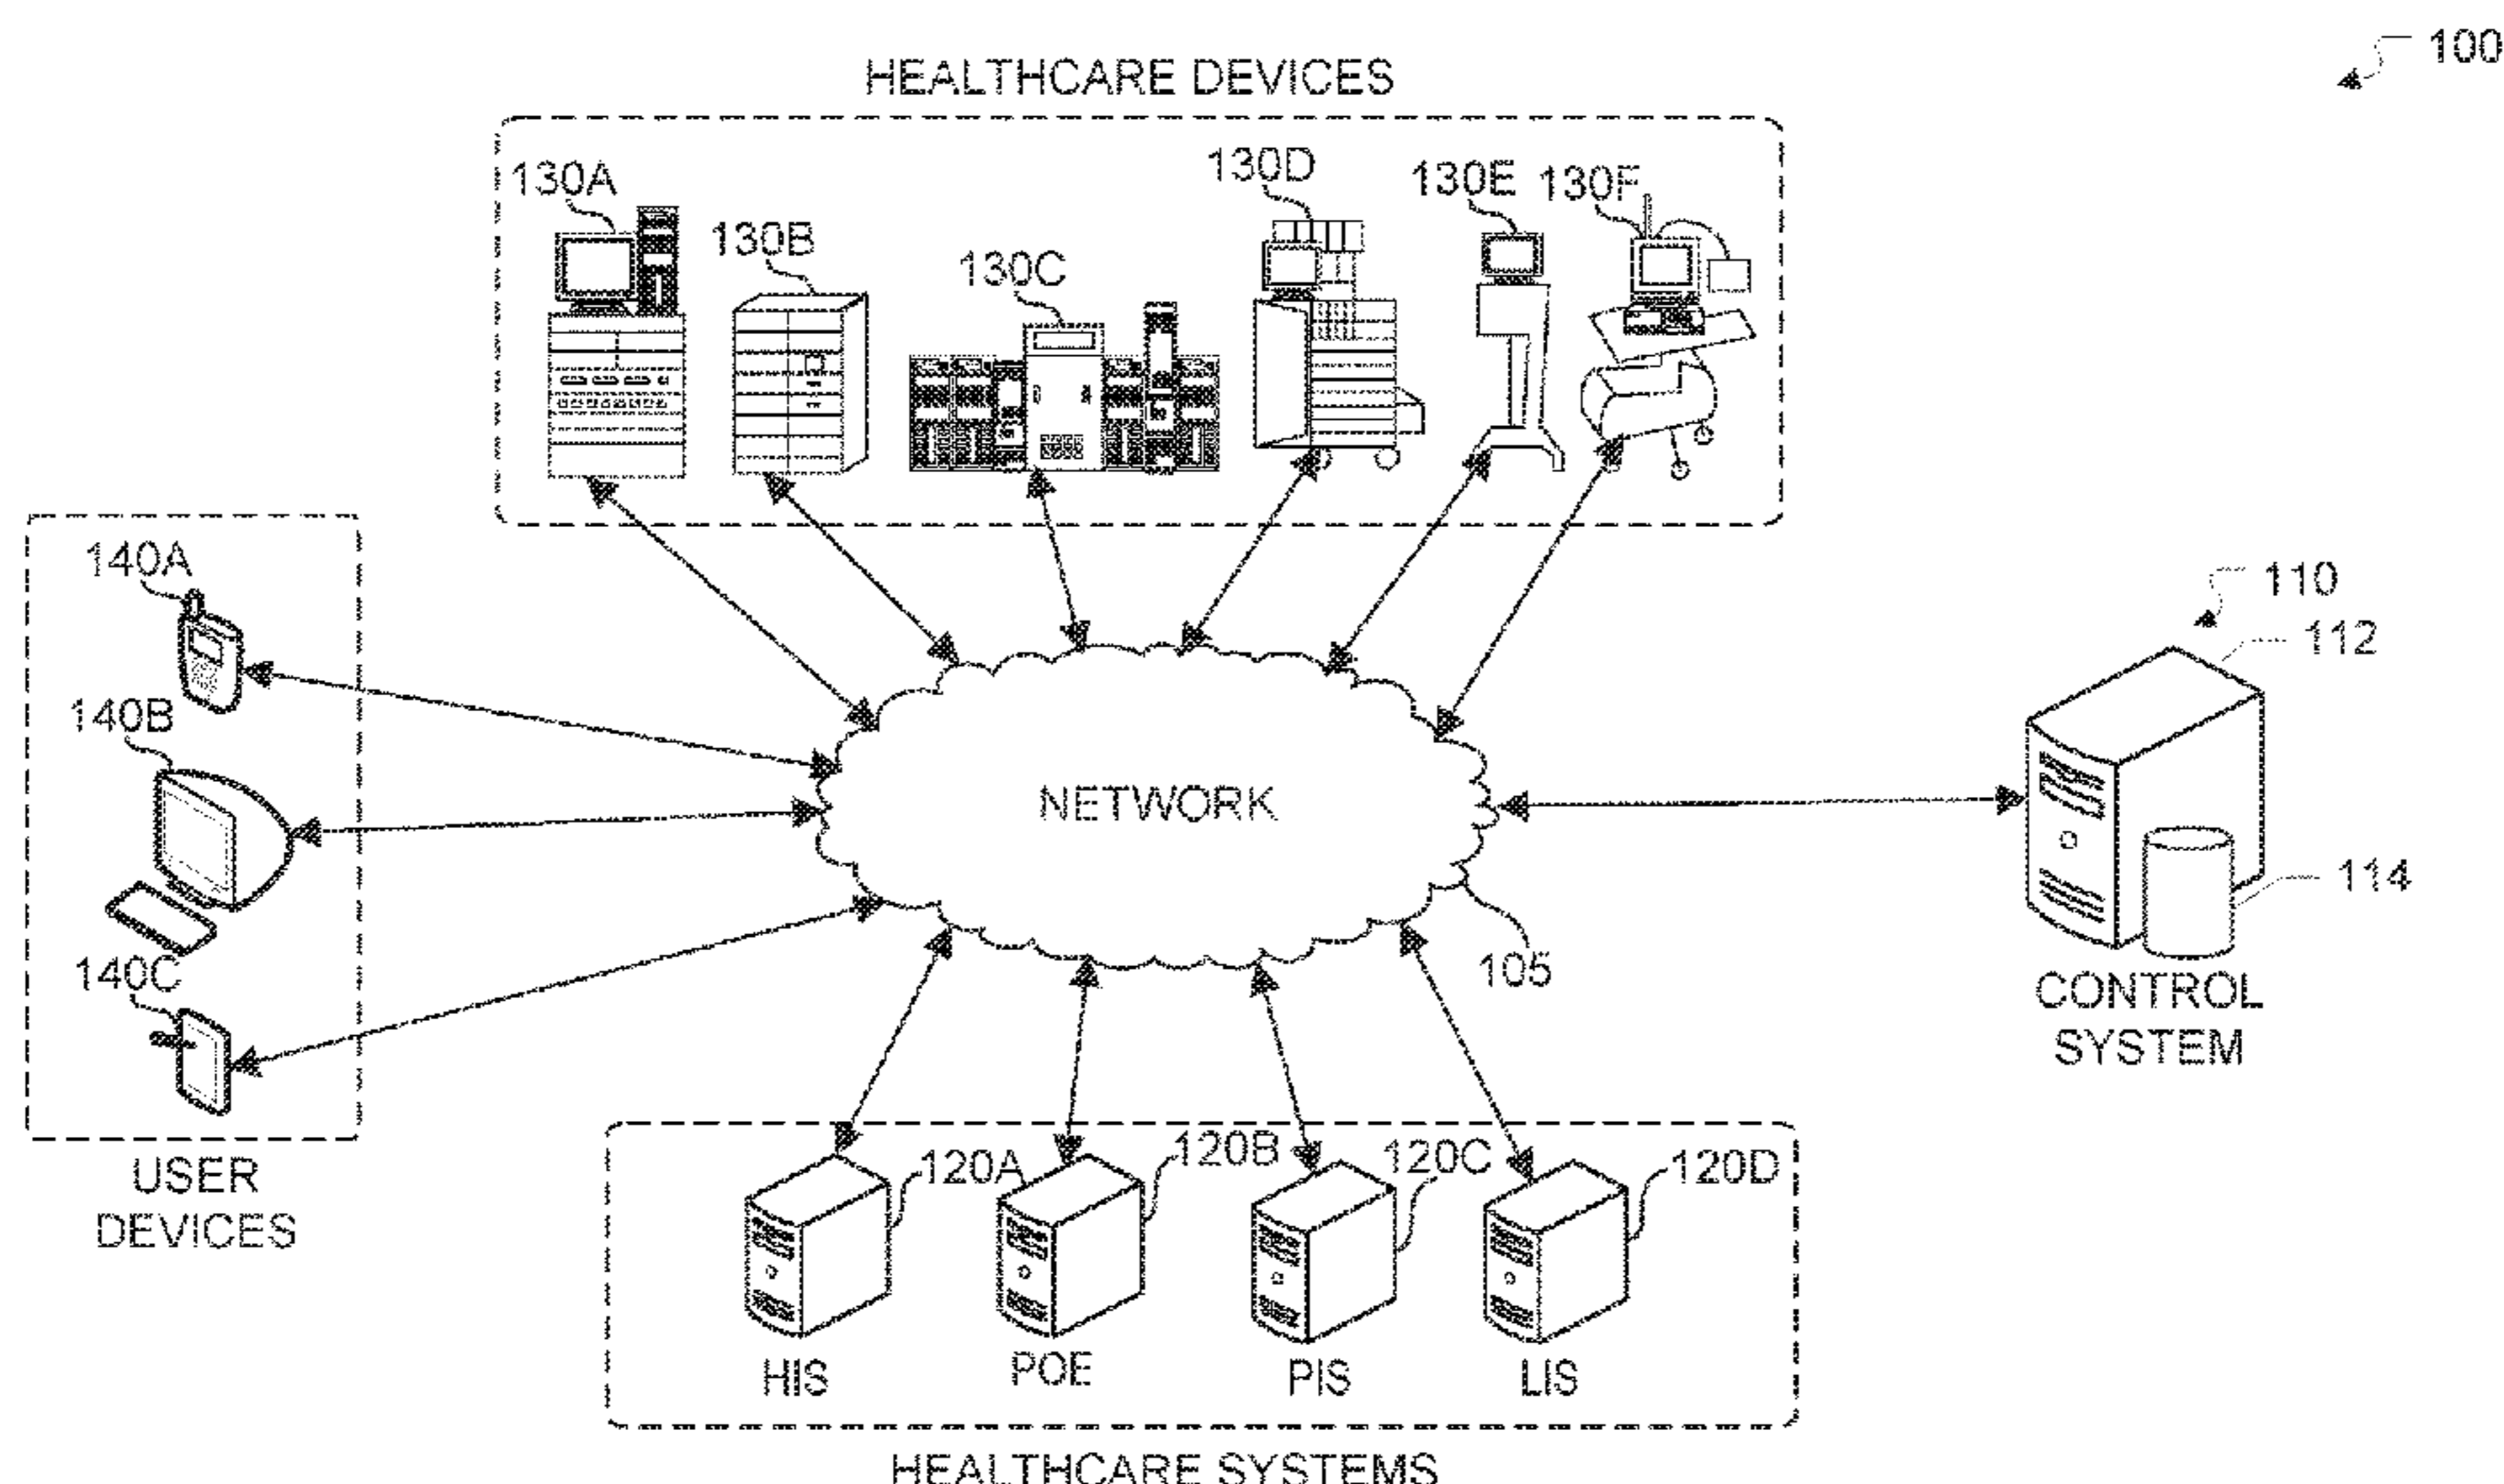 100
HEALTHCARE DEVICES
130A
130B
130C
130D
130E
130F
140A
140B
140C
USER
DEVICES
NETWORK
105
110
112
114
CONTROL
SYSTEM
120A
120B
120C
120D
HIS
POE
PIS
LIS
HEALTHCARE SYSTEMS